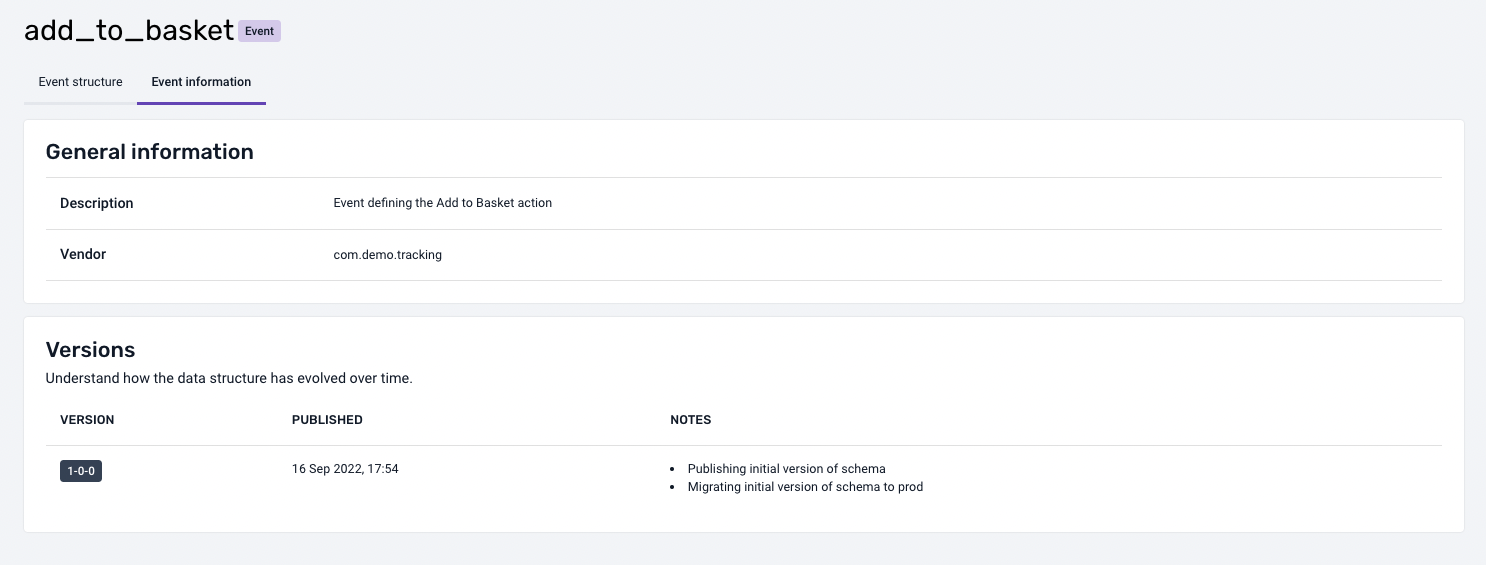 add_to_basket Event
Event structure Event information
General information
Description Event defining the Add to Basket action
Vendor com.demo.tracking
Versions
Understand how the data structure has evolved over time.
VERSION PUBLISHED NOTES
1-0-0 16 Sep 2022, 17:54 • Publishing initial version of schema
• Migrating initial version of schema to prod